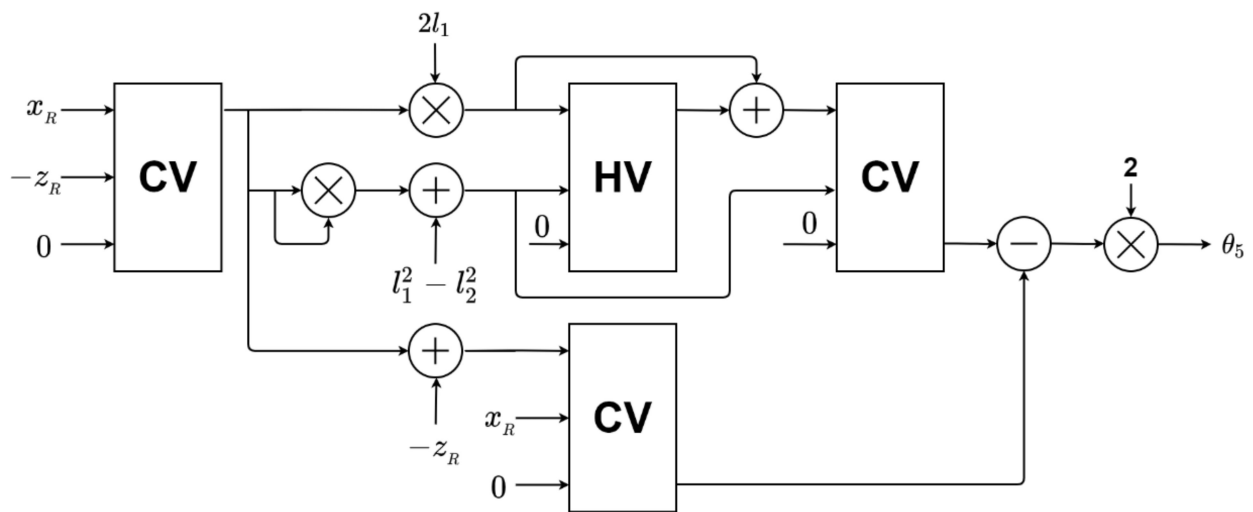 2l₁
x_R
−z_R
0
CV
×
×
+
l₁² − l₂²
0
HV
+
0
CV
−
2
×
θ₅
+
−z_R
x_R
0
CV